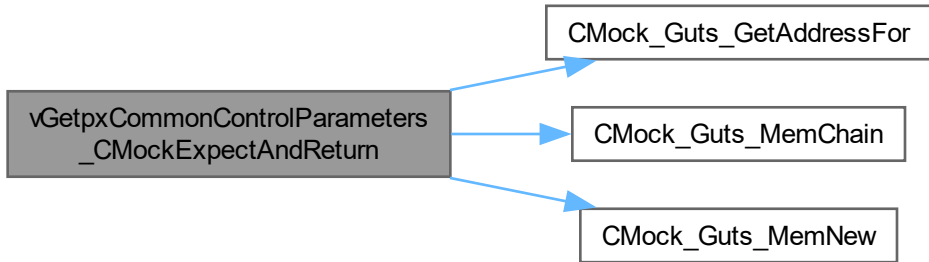 CMock_Guts_GetAddressFor
vGetpxCommonControlParameters
_CMockExpectAndReturn
CMock_Guts_MemChain
CMock_Guts_MemNew